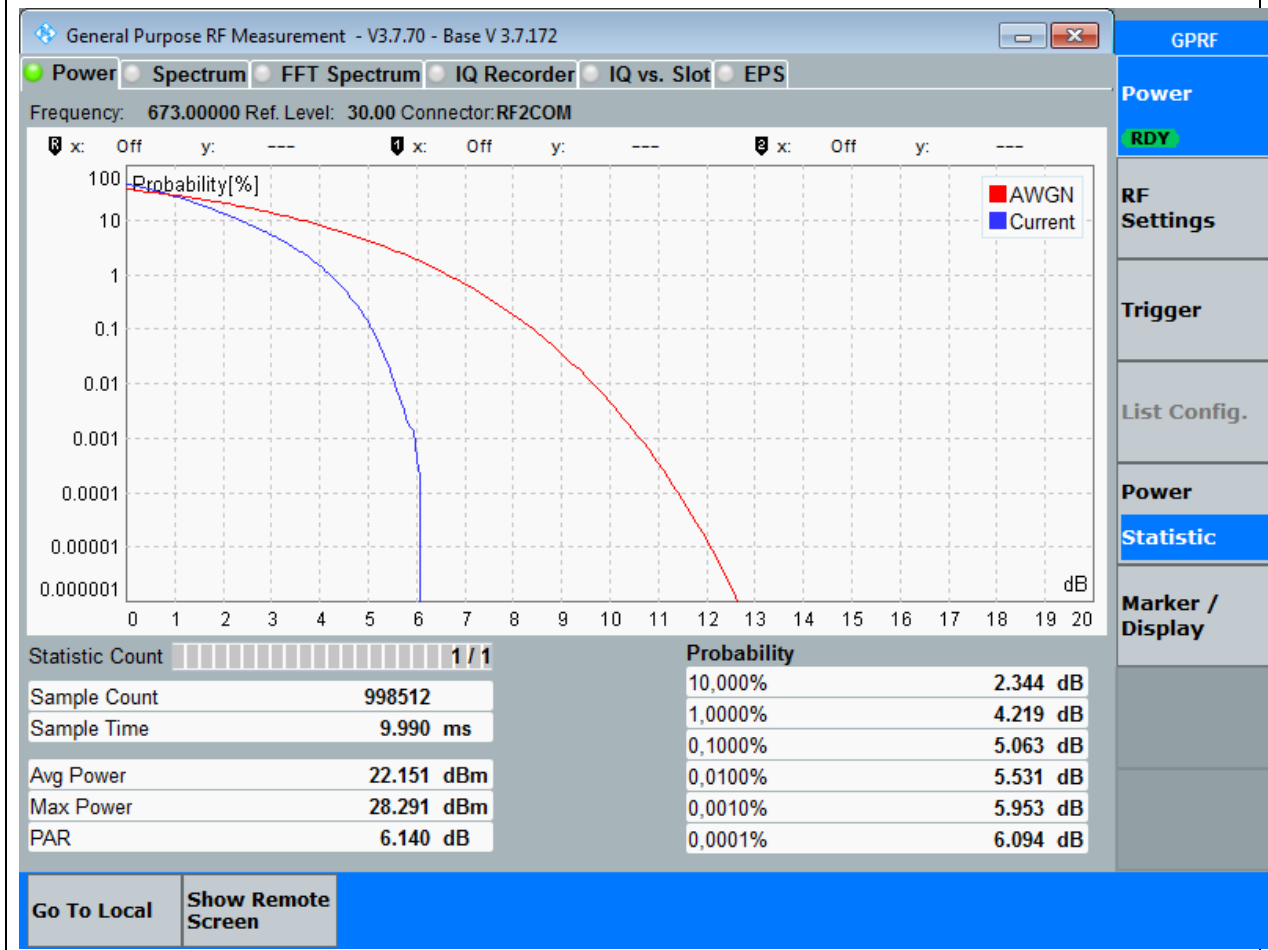 General Purpose RF Measurement - V3.7.70 - Base V 3.7.172
GPRF
Power Spectrum FFT Spectrum IQ Recorder IQ vs. Slot EPS
Power
RDY
Frequency: 673.00000 Ref. Level: 30.00 Connector:RF2COM
R x: Off y: --- 1 x: Off y: --- 2 x: Off y: ---
Probability[%]
AWGN
Current
100
10
1
0.1
0.01
0.001
0.0001
0.00001
0.000001
dB
0 1 2 3 4 5 6 7 8 9 10 11 12 13 14 15 16 17 18 19 20
RF
Settings
Trigger
List Config.
Power
Statistic
Marker /
Display
Statistic Count 1 / 1
Sample Count 998512
Sample Time 9.990 ms
Avg Power 22.151 dBm
Max Power 28.291 dBm
PAR 6.140 dB
Probability
10,000% 2.344 dB
1,0000% 4.219 dB
0,1000% 5.063 dB
0,0100% 5.531 dB
0,0010% 5.953 dB
0,0001% 6.094 dB
Go To Local
Show Remote
Screen